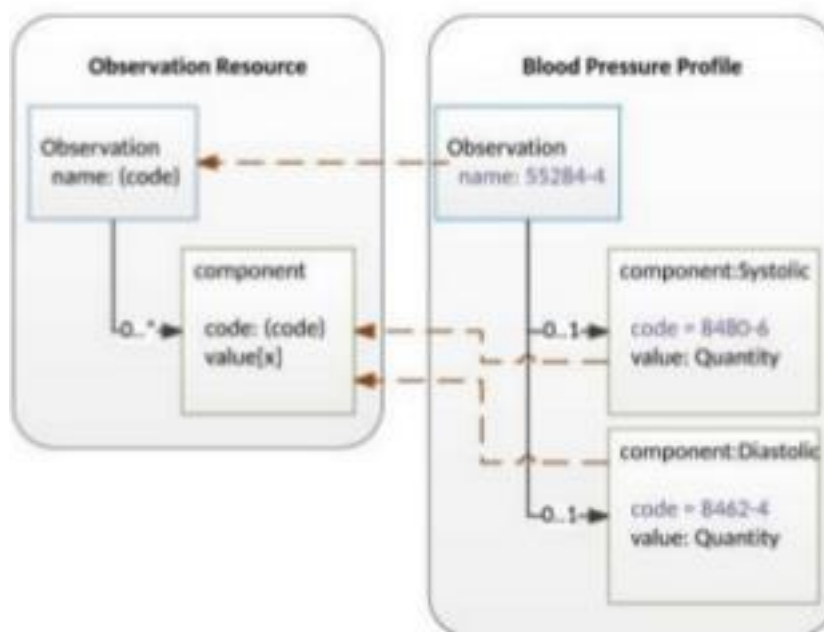 Observation Resource
Observation
name: (code)
0..*
component
code: (code)
value[x]
Blood Pressure Profile
Observation
name: 55284-4
0..1
component:Systolic
code = 8480-6
value: Quantity
0..1
component:Diastolic
code = 8462-4
value: Quantity